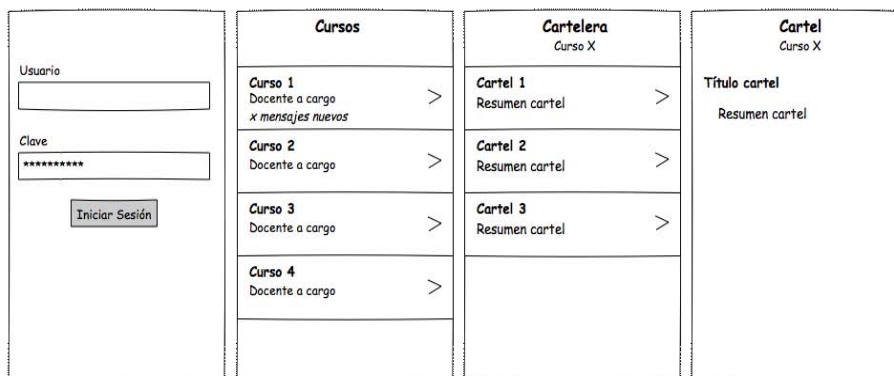 Usuario
Clave
**********
Iniciar Sesión
Cursos
Curso 1
Docente a cargo
x mensajes nuevos
Curso 2
Docente a cargo
Curso 3
Docente a cargo
Curso 4
Docente a cargo
Cartelera
Curso X
Cartel 1
Resumen cartel
Cartel 2
Resumen cartel
Cartel 3
Resumen cartel
Cartel
Curso X
Título cartel
Resumen cartel